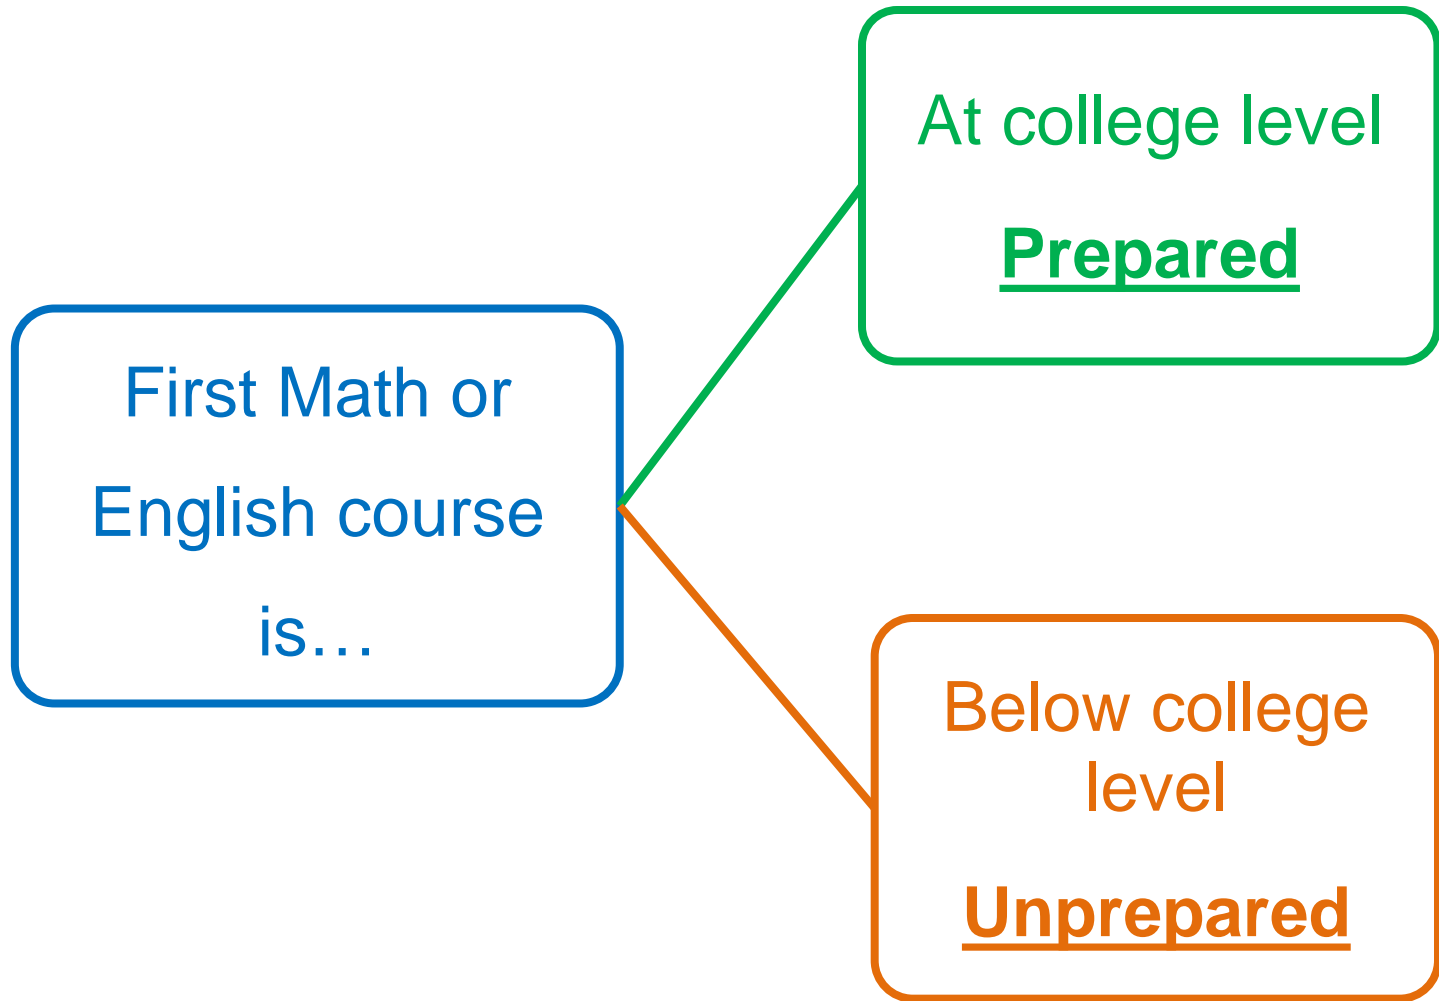 First Math or
English course
is…
At college level
Prepared
Below college
level
Unprepared